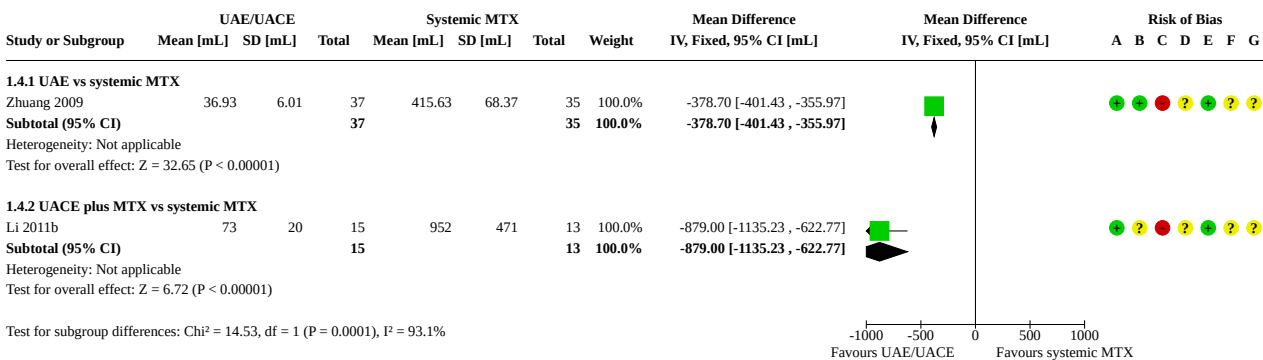 UAE/UACE Systemic MTX Mean Difference Mean Difference Risk of Bias
Study or Subgroup Mean [mL] SD [mL] Total Mean [mL] SD [mL] Total Weight IV, Fixed, 95% CI [mL] IV, Fixed, 95% CI [mL] A B C D E F G
1.4.1 UAE vs systemic MTX
Zhuang 2009 36.93 6.01 37 415.63 68.37 35 100.0% -378.70 [-401.43 , -355.97] + + - ? + ? ?
Subtotal (95% CI) 37 35 100.0% -378.70 [-401.43 , -355.97]
Heterogeneity: Not applicable
Test for overall effect: Z = 32.65 (P < 0.00001)
1.4.2 UACE plus MTX vs systemic MTX
Li 2011b 73 20 15 952 471 13 100.0% -879.00 [-1135.23 , -622.77] + ? - ? + ? ?
Subtotal (95% CI) 15 13 100.0% -879.00 [-1135.23 , -622.77]
Heterogeneity: Not applicable
Test for overall effect: Z = 6.72 (P < 0.00001)
Test for subgroup differences: Chi² = 14.53, df = 1 (P = 0.0001), I² = 93.1%
-1000 -500 0 500 1000
Favours UAE/UACE Favours systemic MTX